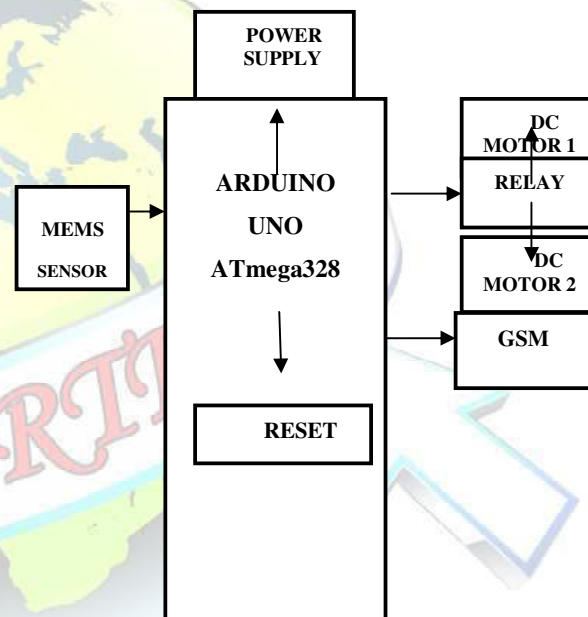 POWER
SUPPLY
ARDUINO
UNO
ATmega328
MEMS
SENSOR
DC
MOTOR 1
RELAY
DC
MOTOR 2
GSM
RESET